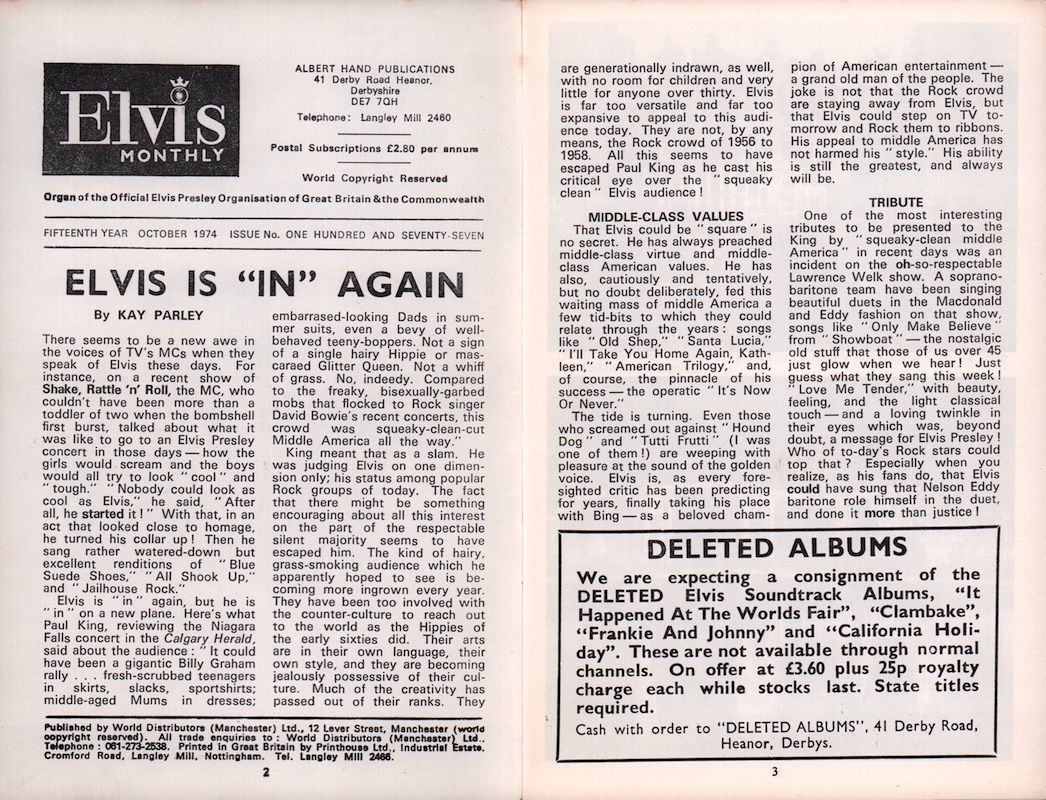 Elvis
MONTHLY
ALBERT HAND PUBLICATIONS
41 Derby Road Heanor,
Derbyshire
DE7 7QH
Telephone: Langley Mill 2460
Postal Subscriptions £2.80 per annum
World Copyright Reserved
Organ of the Official Elvis Presley Organisation of Great Britain & the Commonwealth
FIFTEENTH YEAR OCTOBER 1974 ISSUE No. ONE HUNDRED AND SEVENTY-SEVEN
ELVIS IS "IN" AGAIN
By KAY PARLEY
There seems to be a new awe in
the voices of TV's MCs when they
speak of Elvis these days. For
instance, on a recent show of
Shake, Rattle 'n' Roll, the MC, who
couldn't have been more than a
toddler of two when the bombshell
first burst, talked about what it
was like to go to an Elvis Presley
concert in those days — how the
girls would scream and the boys
would all try to look "cool" and
"tough." "Nobody could look as
cool as Elvis," he said, "After
all, he started it!" With that, in an
act that looked close to homage,
he turned his collar up! Then he
sang rather watered-down but
excellent renditions of "Blue
Suede Shoes," "All Shook Up,"
and "Jailhouse Rock."
Elvis is "in" again, but he is
"in" on a new plane. Here's what
Paul King, reviewing the Niagara
Falls concert in the Calgary Herald,
said about the audience: "It could
have been a gigantic Billy Graham
rally . . . fresh-scrubbed teenagers
in skirts, slacks, sportshirts;
middle-aged Mums in dresses;
embarrased-looking Dads in sum-
mer suits, even a bevy of well-
behaved teeny-boppers. Not a sign
of a single hairy Hippie or mas-
caraed Glitter Queen. Not a whiff
of grass. No, indeedy. Compared
to the freaky, bisexually-garbed
mobs that flocked to Rock singer
David Bowie's recent concerts, this
crowd was squeaky-clean-cut
Middle America all the way."
King meant that as a slam. He
was judging Elvis on one dimen-
sion only; his status among popular
Rock groups of today. The fact
that there might be something
encouraging about all this interest
on the part of the respectable
silent majority seems to have
escaped him. The kind of hairy,
grass-smoking audience which he
apparently hoped to see is be-
coming more ingrown every year.
They have been too involved with
the counter-culture to reach out
to the world as the Hippies of
the early sixties did. Their arts
are in their own language, their
own style, and they are becoming
jealously possessive of their cul-
ture. Much of the creativity has
passed out of their ranks. They
Published by World Distributors (Manchester) Ltd., 12 Lever Street, Manchester (world
copyright reserved). All trade enquiries to: World Distributors (Manchester) Ltd.,
Telephone: 061-273-2538. Printed in Great Britain by Printhouse Ltd., Industrial Estate.
Cromford Road, Langley Mill, Nottingham. Tel. Langley Mill 2466.
2
are generationally indrawn, as well,
with no room for children and very
little for anyone over thirty. Elvis
is far too versatile and far too
expansive to appeal to this audi-
ence today. They are not, by any
means, the Rock crowd of 1956 to
1958. All this seems to have
escaped Paul King as he cast his
critical eye over the "squeaky
clean" Elvis audience!
MIDDLE-CLASS VALUES
That Elvis could be "square" is
no secret. He has always preached
middle-class virtue and middle-
class American values. He has
also, cautiously and tentatively,
but no doubt deliberately, fed this
waiting mass of middle America a
few tid-bits to which they could
relate through the years: songs
like "Old Shep," "Santa Lucia,"
"I'll Take You Home Again, Kath-
leen," "American Trilogy," and,
of course, the pinnacle of his
success — the operatic "It's Now
Or Never."
The tide is turning. Even those
who screamed out against "Hound
Dog" and "Tutti Frutti" (I was
one of them!) are weeping with
pleasure at the sound of the golden
voice. Elvis is, as every fore-
sighted critic has been predicting
for years, finally taking his place
with Bing — as a beloved cham-
pion of American entertainment —
a grand old man of the people. The
joke is not that the Rock crowd
are staying away from Elvis, but
that Elvis could step on TV to-
morrow and Rock them to ribbons.
His appeal to middle America has
not harmed his "style." His ability
is still the greatest, and always
will be.
TRIBUTE
One of the most interesting
tributes to be presented to the
King by "squeaky-clean middle
America" in recent days was an
incident on the oh-so-respectable
Lawrence Welk show. A soprano-
baritone team have been singing
beautiful duets in the Macdonald
and Eddy fashion on that show,
songs like "Only Make Believe"
from "Showboat" — the nostalgic
old stuff that those of us over 45
just glow when we hear! Just
guess what they sang this week!
"Love Me Tender," with beauty,
feeling, and the light classical
touch — and a loving twinkle in
their eyes which was, beyond
doubt, a message for Elvis Presley!
Who of to-day's Rock stars could
top that? Especially when you
realize, as his fans do, that Elvis
could have sung that Nelson Eddy
baritone role himself in the duet,
and done it more than justice!
DELETED ALBUMS
We are expecting a consignment of the
DELETED Elvis Soundtrack Albums, "It
Happened At The Worlds Fair", "Clambake",
"Frankie And Johnny" and "California Holi-
day". These are not available through normal
channels. On offer at £3.60 plus 25p royalty
charge each while stocks last. State titles
required.
Cash with order to "DELETED ALBUMS", 41 Derby Road,
Heanor, Derbys.
3